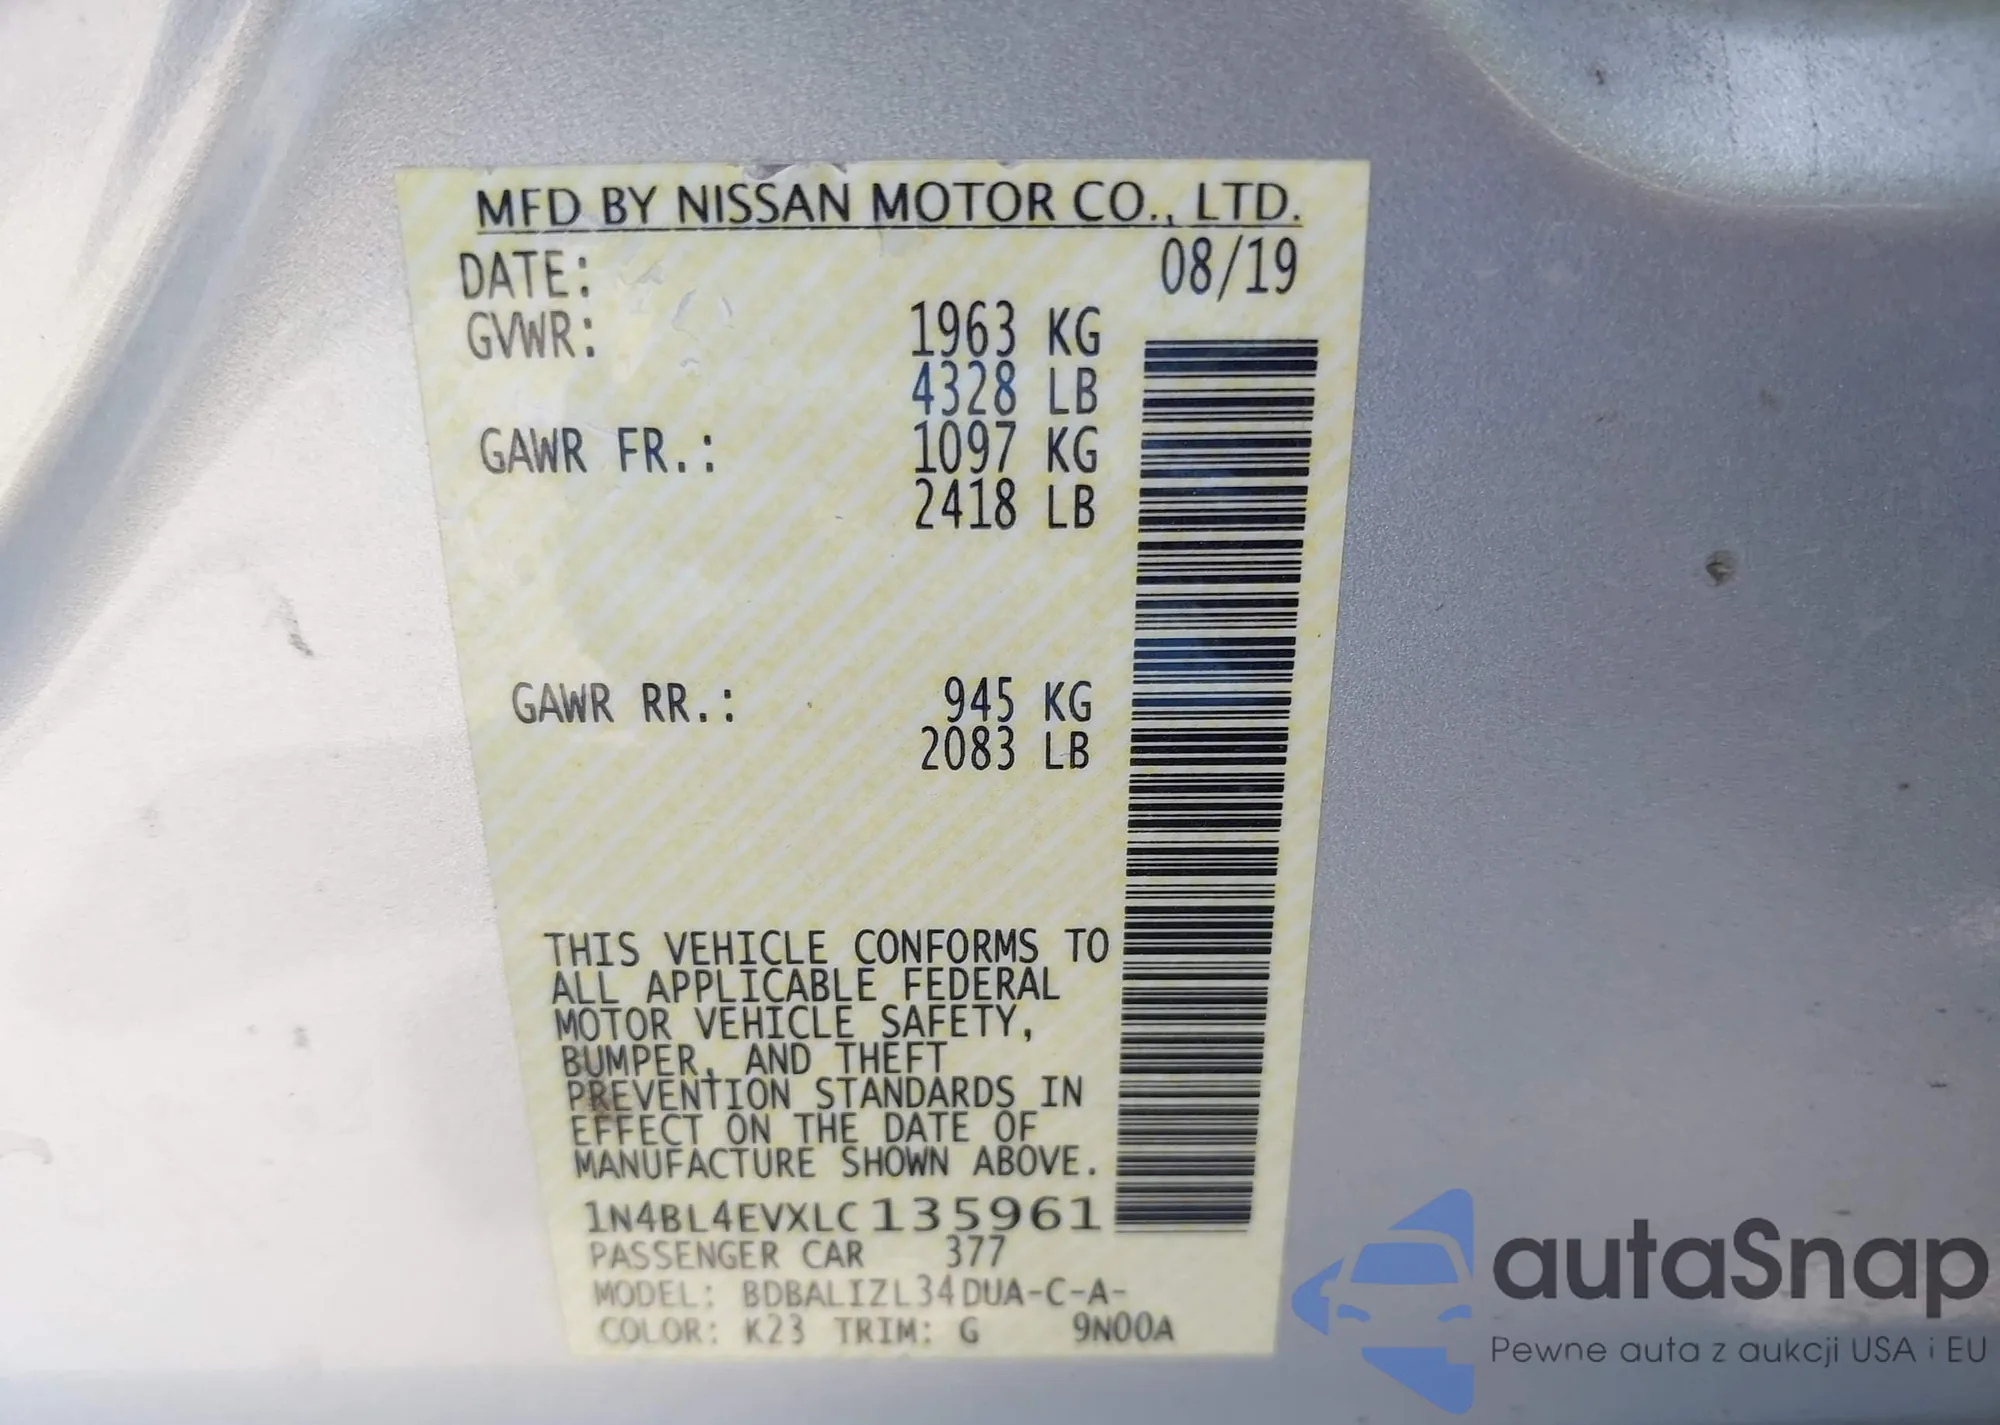 MFD BY NISSAN MOTOR CO., LTD.
DATE: 08/19
GVWR: 1963 KG
4328 LB
GAWR FR.: 1097 KG
2418 LB
GAWR RR.: 945 KG
2083 LB
THIS VEHICLE CONFORMS TO
ALL APPLICABLE FEDERAL
MOTOR VEHICLE SAFETY,
BUMPER, AND THEFT
PREVENTION STANDARDS IN
EFFECT ON THE DATE OF
MANUFACTURE SHOWN ABOVE.
1N4BL4EVXLC135961
PASSENGER CAR 377
MODEL: BDBALIZL34DUA-C-A-
COLOR: K23 TRIM: G 9N00A
autaSnap
Pewne auta z aukcji USA i EU